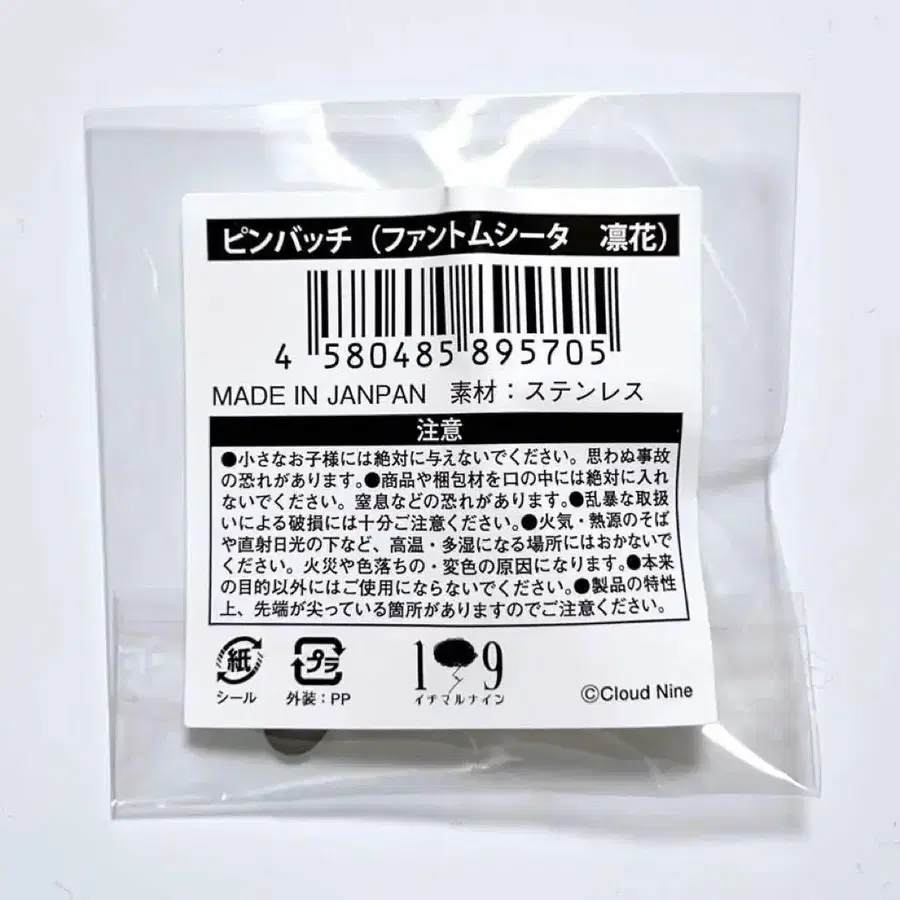 ピンバッチ（ファントムシータ　凛花）
4 580485 895705
MADE IN JANPAN　素材：ステンレス
注意
●小さなお子様には絶対に与えないでください。思わぬ事故
の恐れがあります。●商品や梱包材を口の中には絶対に入れ
ないでください。窒息などの恐れがあります。●乱暴な取扱
いによる破損には十分ご注意ください。●火気・熱源のそば
や直射日光の下など、高温・多湿になる場所にはおかないで
ください。火災や色落ちの・変色の原因になります。●本来
の目的以外にはご使用にならないでください。●製品の特性
上、先端が尖っている箇所がありますのでご注意ください。
紙
シール
プラ
外装：PP
1 9
イチマルナイン
©Cloud Nine